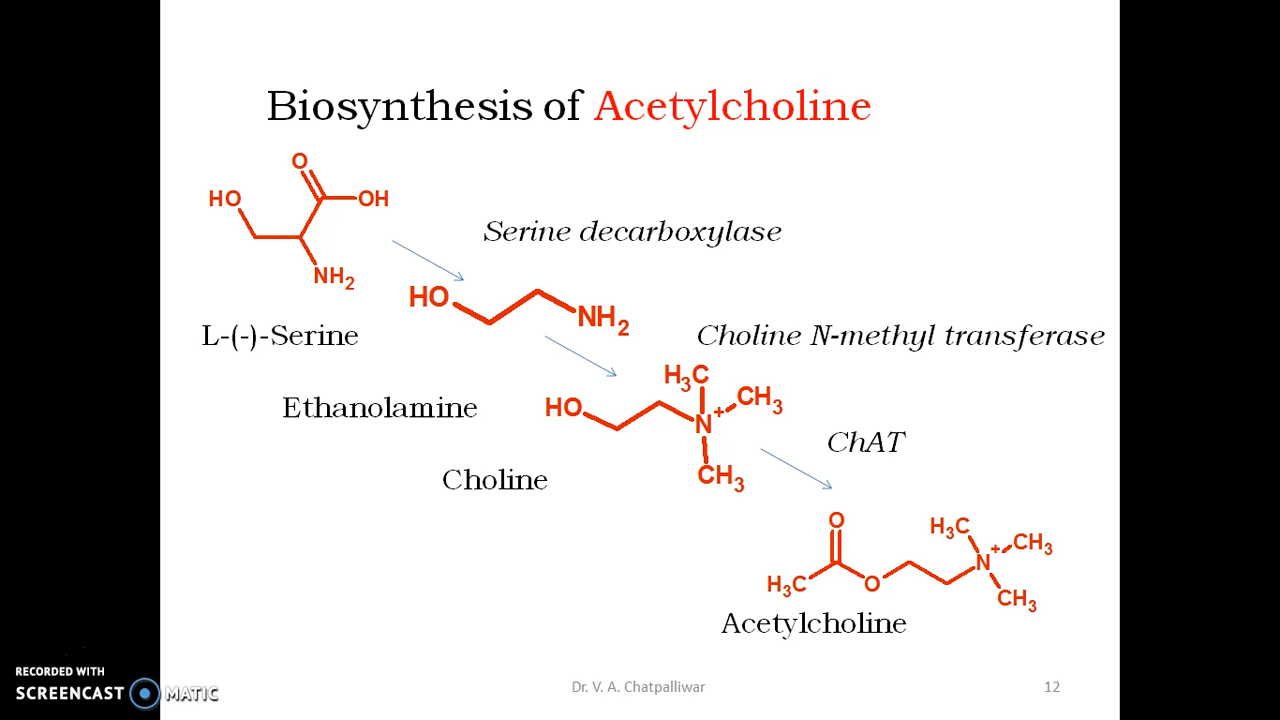 Biosynthesis of Acetylcholine
O
HO
OH
NH2
Serine decarboxylase
HO
NH2
L-(-)-Serine
Choline N-methyl transferase
H3C
+
CH3
Ethanolamine
HO
N
ChAT
Choline
CH3
O
H3C
+
CH3
N
H3C
O
CH3
Acetylcholine
RECORDED WITH
SCREENCAST MATIC
Dr. V. A. Chatpalliwar
12